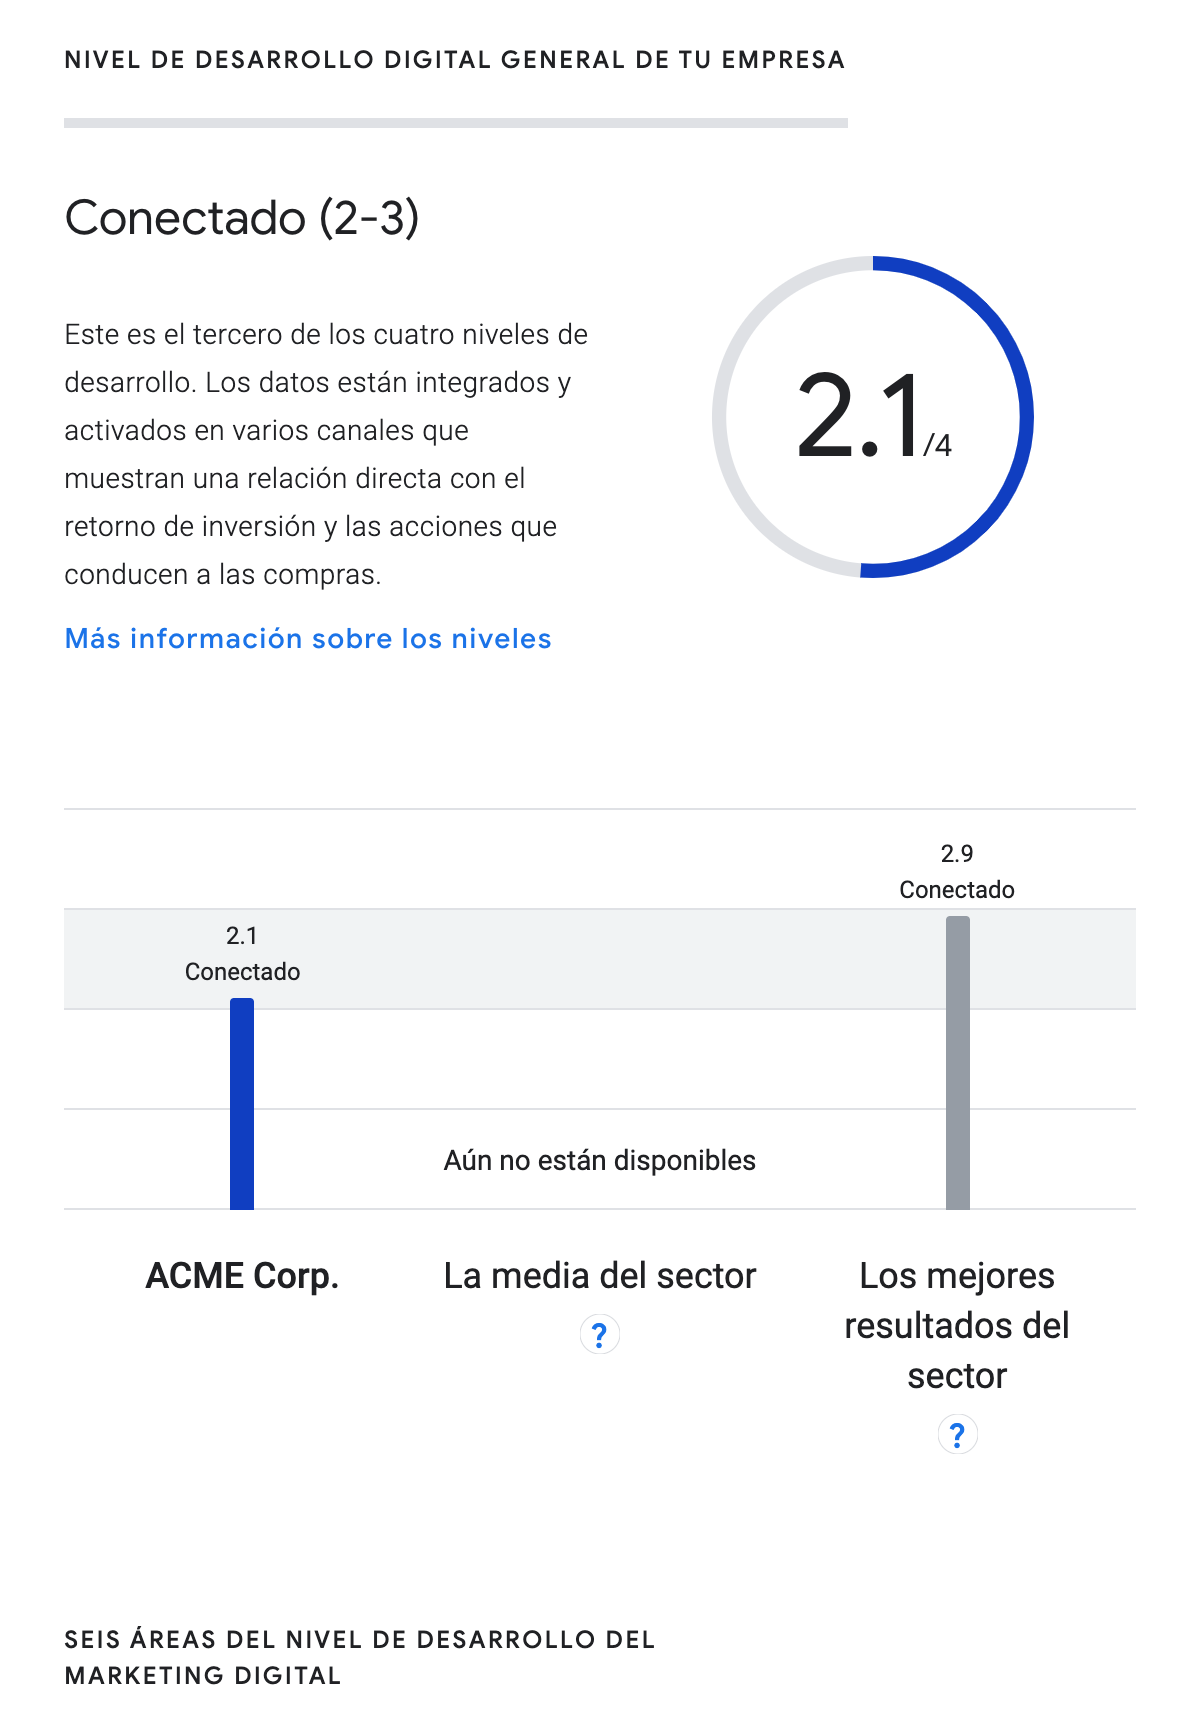 NIVEL DE DESARROLLO DIGITAL GENERAL DE TU EMPRESA
Conectado (2-3)
Este es el tercero de los cuatro niveles de
desarrollo. Los datos están integrados y
activados en varios canales que
muestran una relación directa con el
retorno de inversión y las acciones que
conducen a las compras.
Más información sobre los niveles
2.1/4
2.9
Conectado
2.1
Conectado
Aún no están disponibles
ACME Corp.
La media del sector
?
Los mejores
resultados del
sector
?
SEIS ÁREAS DEL NIVEL DE DESARROLLO DEL
MARKETING DIGITAL